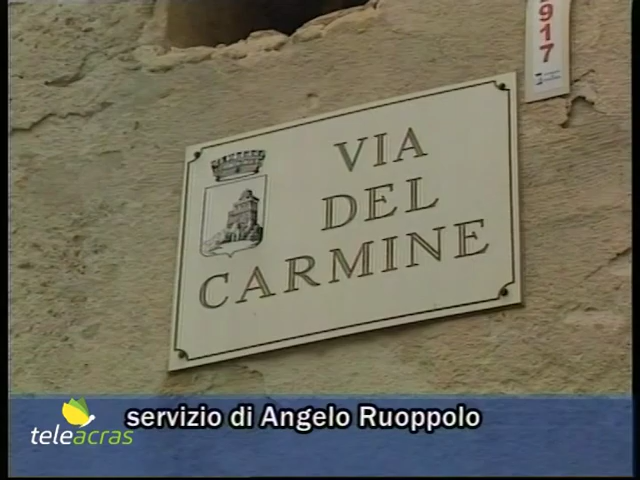 917
VIA
DEL
CARMINE
servizio di Angelo Ruoppolo
teleacras